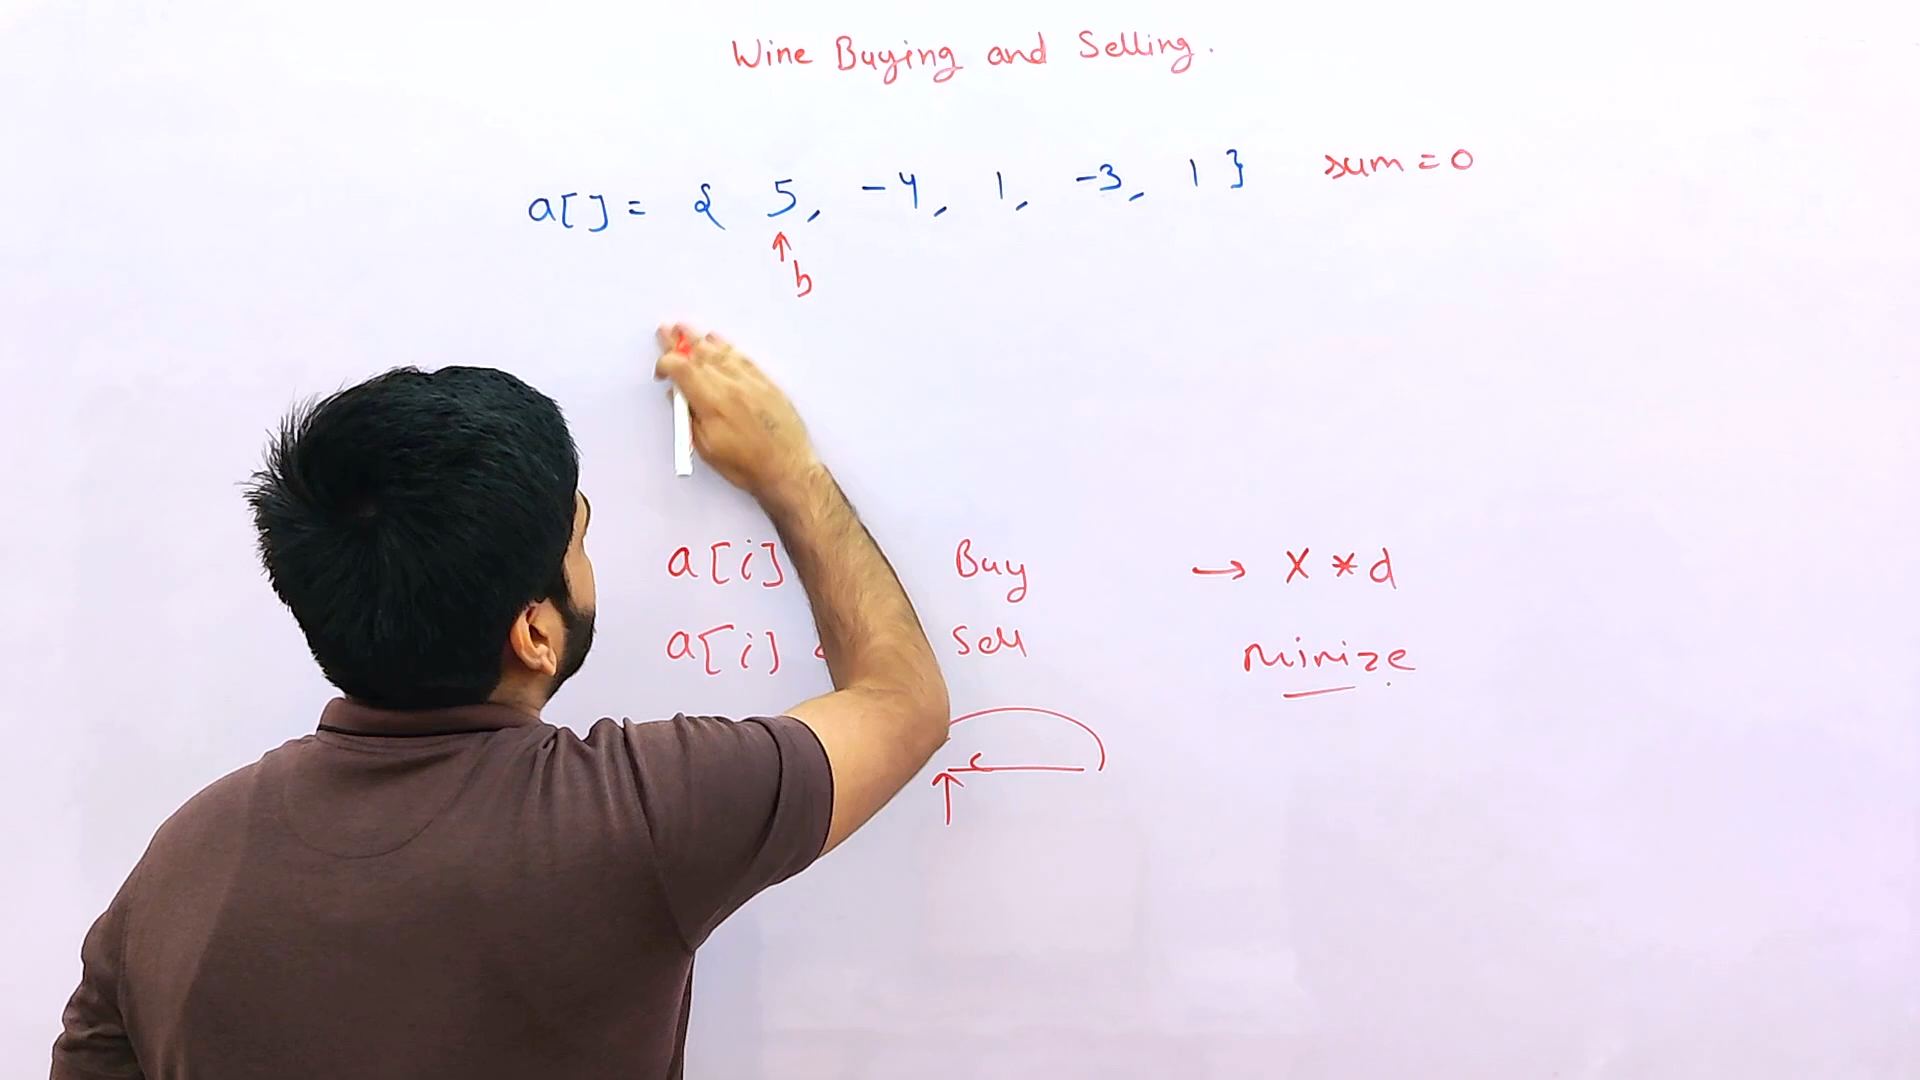 Wine Buying and Selling.
a[] = { 5, -4, 1, -3, 1 } sum = 0
b
a[i] Buy → X * d
a[i] < Sell Minize